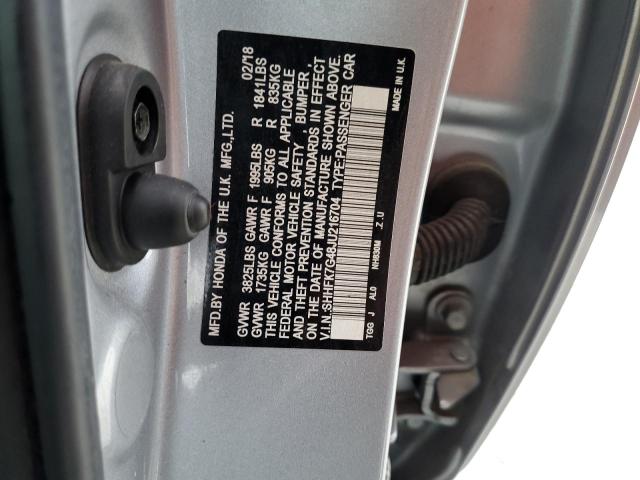 MFD.BY HONDA OF THE U.K. MFG.,LTD. 02/18
GVWR 3825LBS GAWR F 1895LBS R 1841LBS
GVWR 1735KG GAWR F 905KG R 835KG
THIS VEHICLE CONFORMS TO ALL APPLICABLE
FEDERAL MOTOR VEHICLE SAFETY , BUMPER ,
AND THEFT PREVENTION STANDARDS IN EFFECT
ON THE DATE OF MANUFACTURE SHOWN ABOVE.
V.I.N.:SHHFK7G48JU216704 TYPE:PASSENGER CAR
TGG J AL0 NH830M Z.U MADE IN U.K.